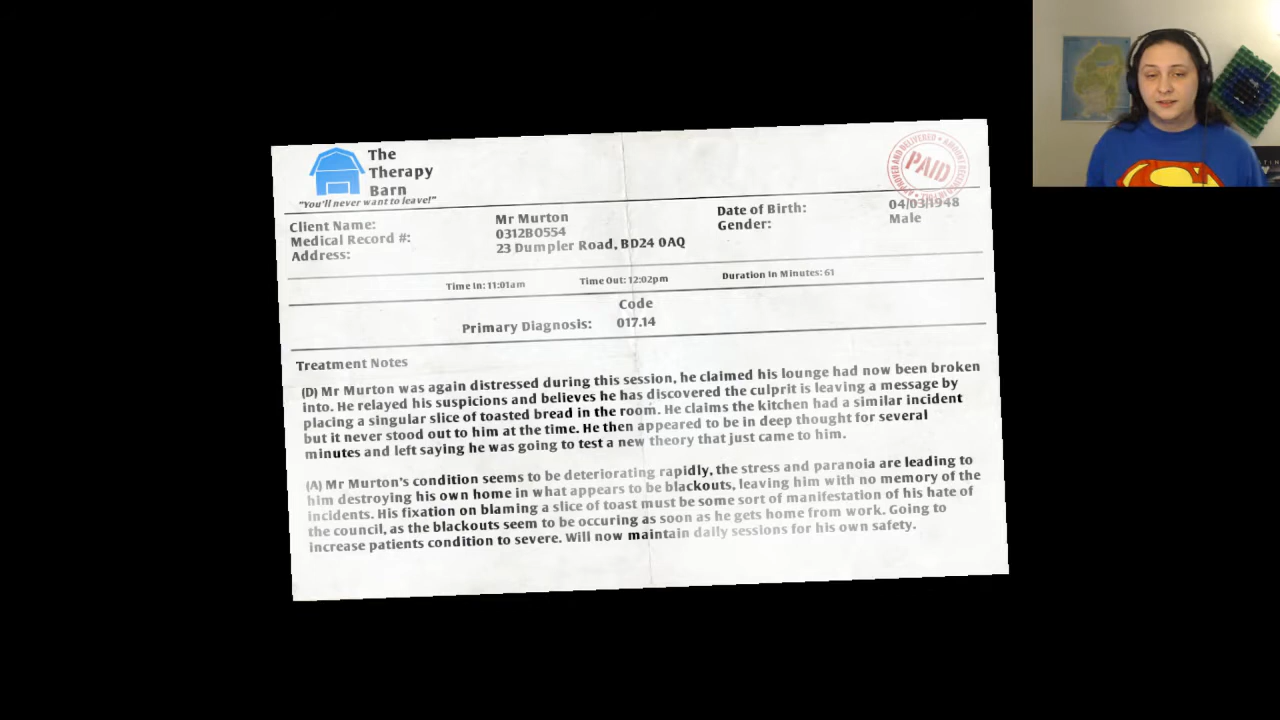 The
Therapy
Barn
"You'll never want to leave!"
PAID
Client Name: Mr Murton Date of Birth: 04/03/1948
Medical Record #: 0312BO554 Gender: Male
Address: 23 Dumpler Road, BD24 0AQ
Time In: 11:01am Time Out: 12:02pm Duration In Minutes: 61
Code
Primary Diagnosis: 017.14
Treatment Notes
(D) Mr Murton was again distressed during this session, he claimed his lounge had now been broken
into. He relayed his suspicions and believes he has discovered the culprit is leaving a message by
placing a singular slice of toasted bread in the room. He claims the kitchen had a similar incident
but it never stood out to him at the time. He then appeared to be in deep thought for several
minutes and left saying he was going to test a new theory that just came to him.
(A) Mr Murton's condition seems to be deteriorating rapidly, the stress and paranoia are leading to
him destroying his own home in what appears to be blackouts, leaving him with no memory of the
incidents. His fixation on blaming a slice of toast must be some sort of manifestation of his hate of
the council, as the blackouts seem to be occuring as soon as he gets home from work. Going to
increase patients condition to severe. Will now maintain daily sessions for his own safety.